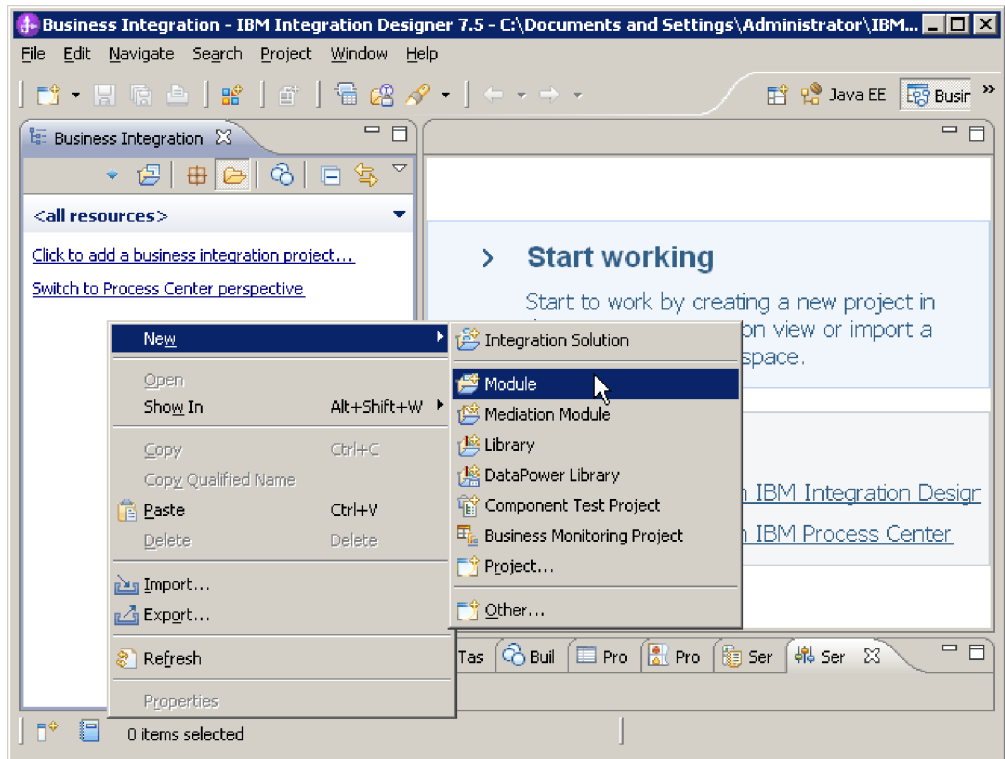 Business Integration - IBM Integration Designer 7.5 - C:\Documents and Settings\Administrator\IBM...
File Edit Navigate Search Project Window Help
Java EE Busir »
Business Integration
<all resources>
Click to add a business integration project...
Switch to Process Center perspective
Start working
Start to work by creating a new project in
on view or import a
space.
IBM Integration Desigr
IBM Process Center
New
Open
Show In Alt+Shift+W
Copy Ctrl+C
Copy Qualified Name
Paste Ctrl+V
Delete Delete
Import...
Export...
Refresh
Properties
Integration Solution
Module
Mediation Module
Library
DataPower Library
Component Test Project
Business Monitoring Project
Project...
Other...
Tas Buil Pro Pro Ser Ser
0 items selected